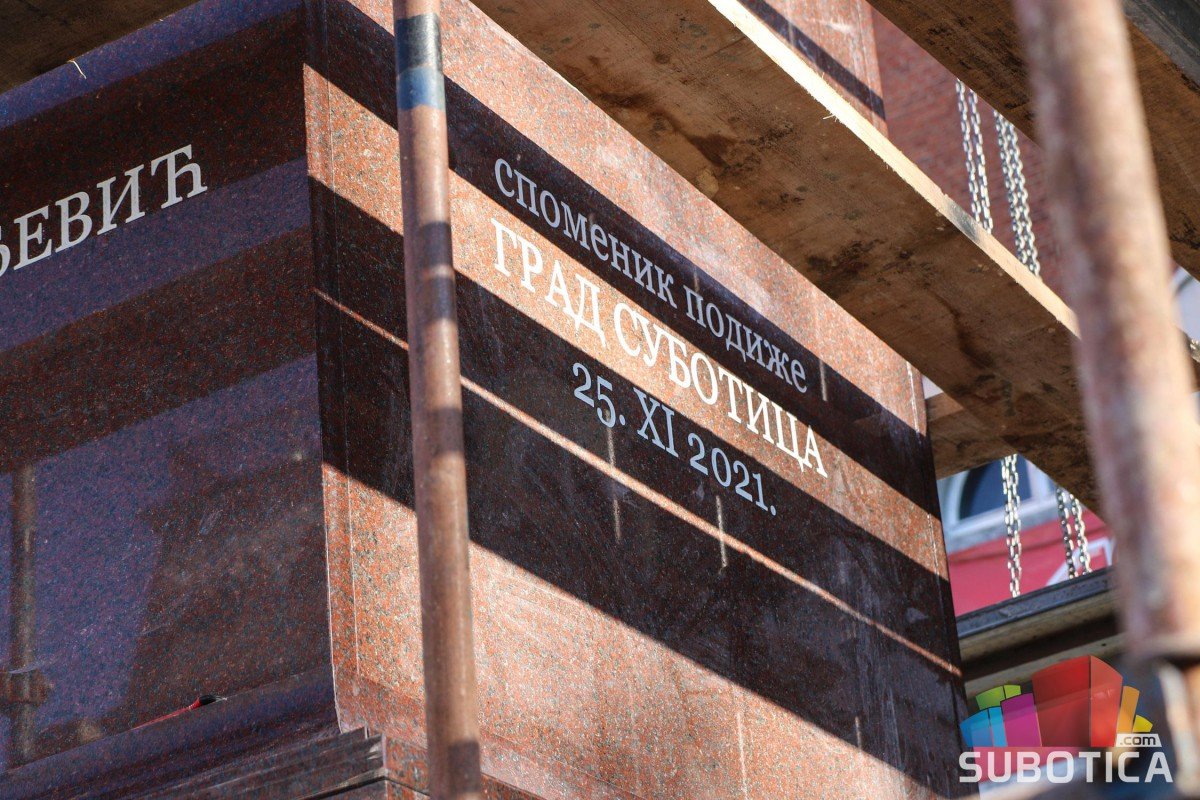 ЂЕВИЋ
споменик подиже
ГРАД СУБОТИЦА
25. XI 2021.
.com
SUBOTICA